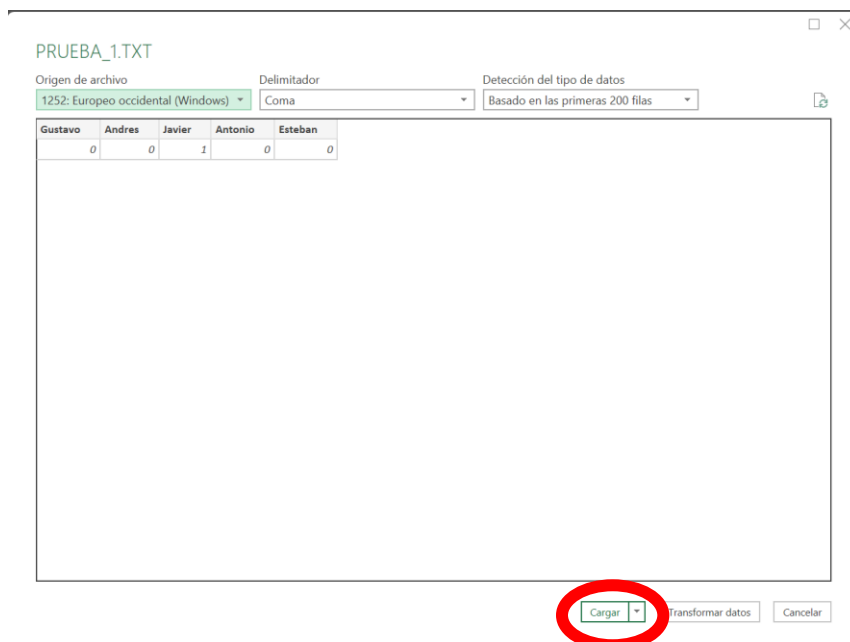 PRUEBA_1.TXT
Origen de archivo Delimitador Detección del tipo de datos
1252: Europeo occidental (Windows) Coma Basado en las primeras 200 filas
Gustavo Andres Javier Antonio Esteban
0 0 1 0 0
Cargar Transformar datos Cancelar